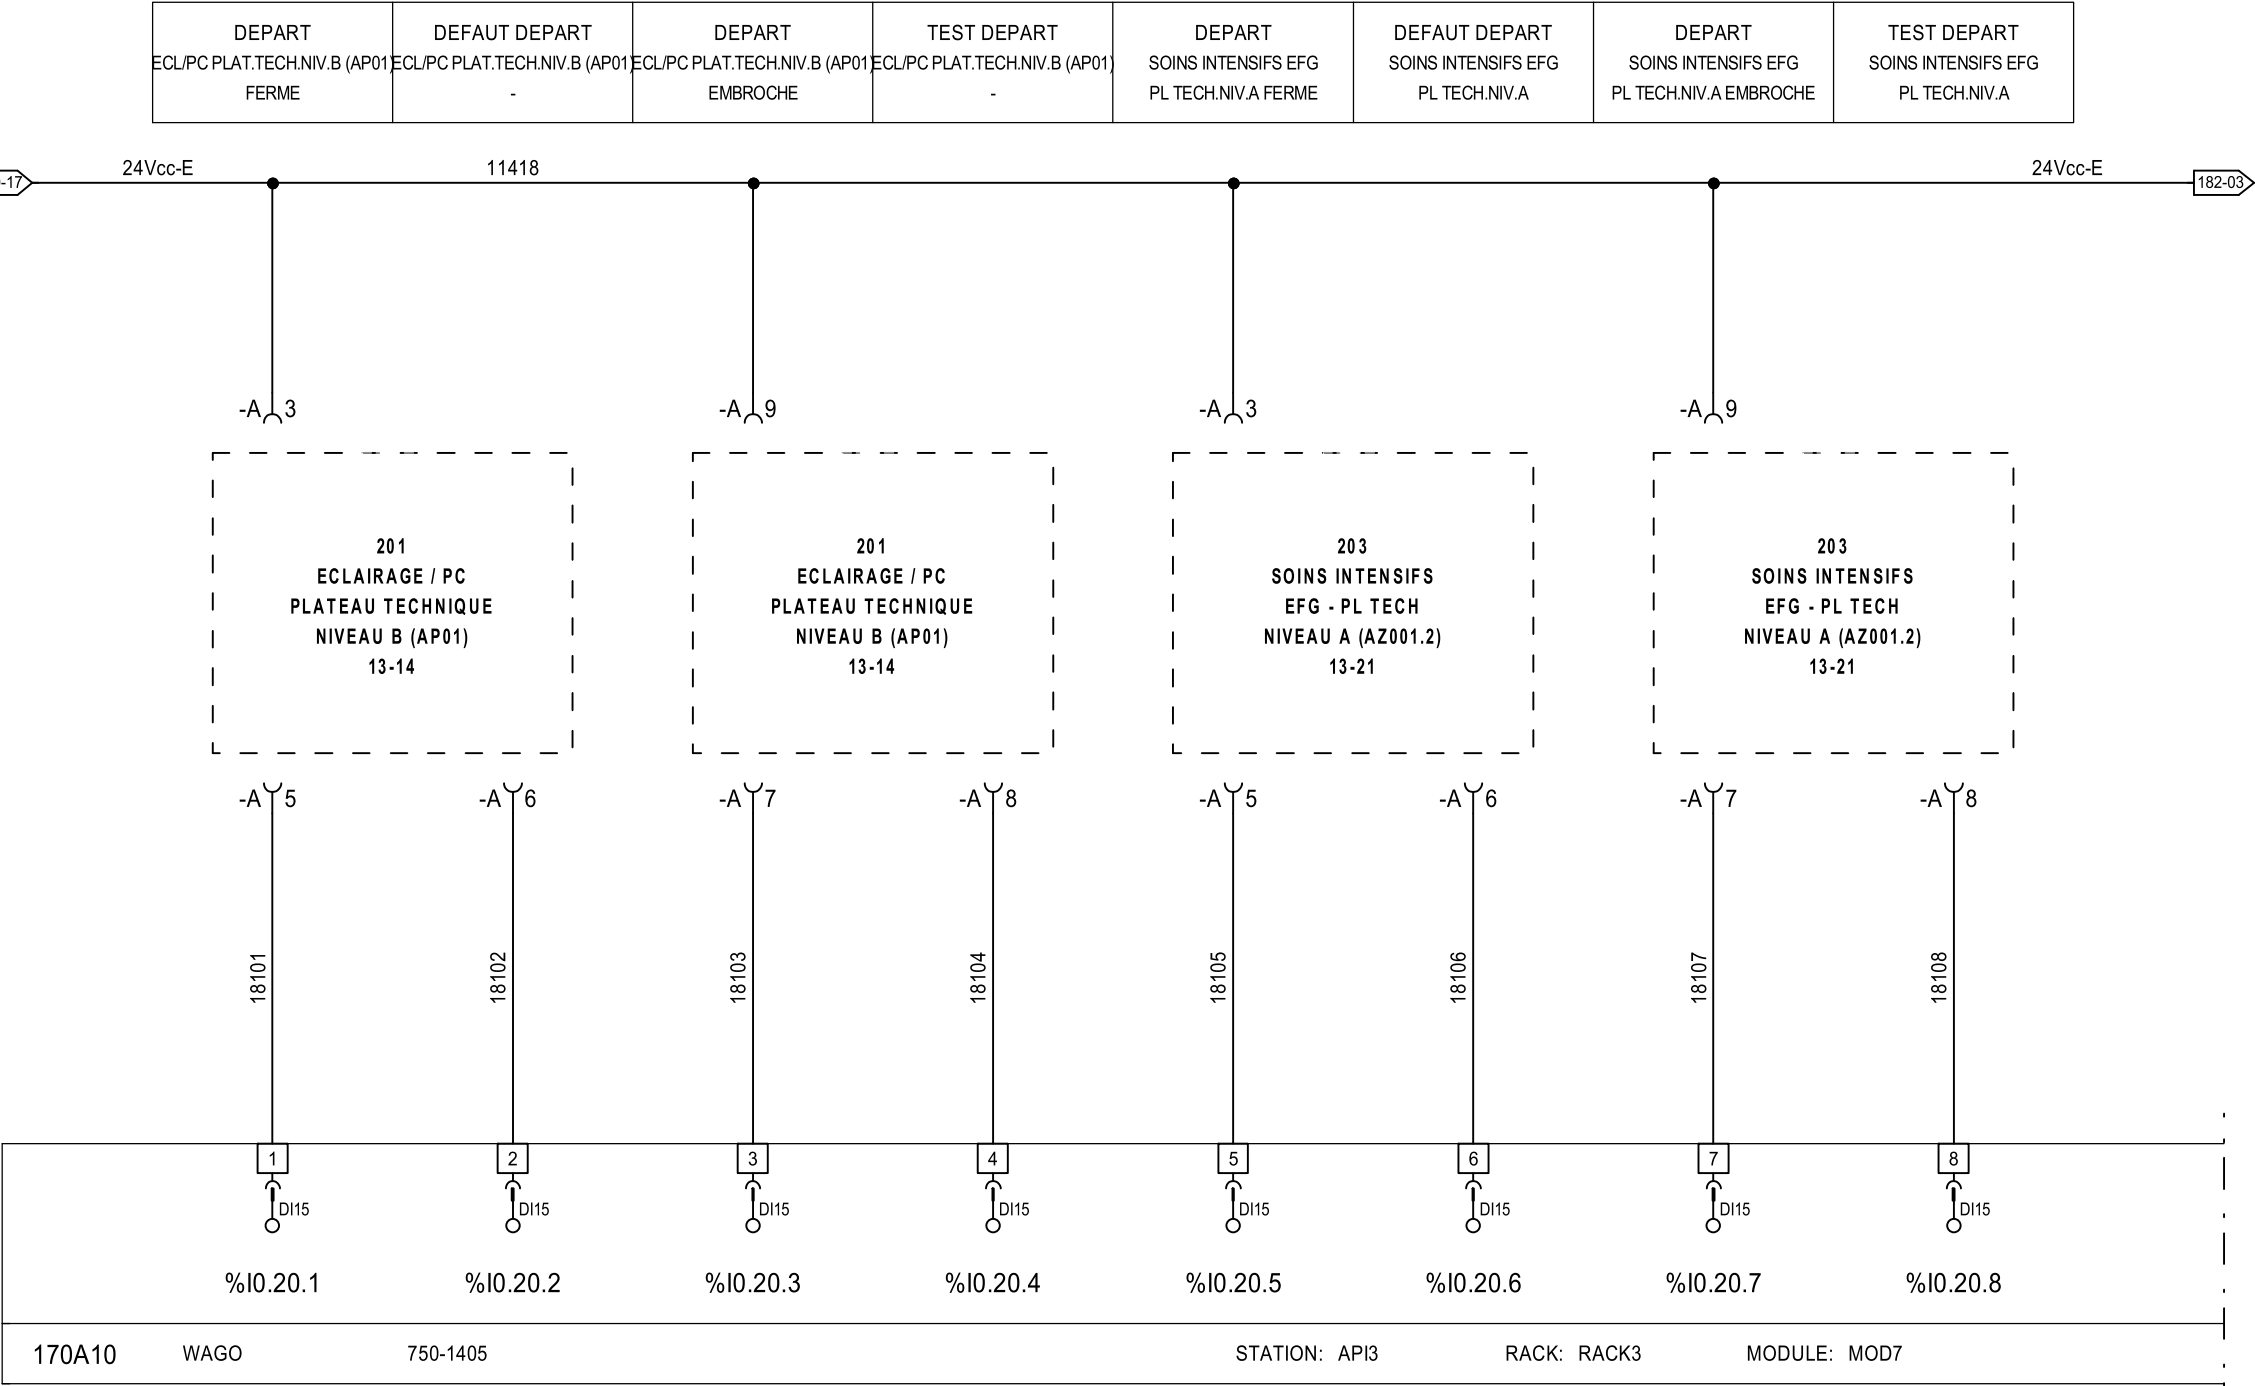 DEPART
ECL/PC PLAT.TECH.NIV.B (AP01)
FERME
DEFAUT DEPART
ECL/PC PLAT.TECH.NIV.B (AP01)
-
DEPART
ECL/PC PLAT.TECH.NIV.B (AP01)
EMBROCHE
TEST DEPART
ECL/PC PLAT.TECH.NIV.B (AP01)
-
DEPART
SOINS INTENSIFS EFG
PL TECH.NIV.A FERME
DEFAUT DEPART
SOINS INTENSIFS EFG
PL TECH.NIV.A
DEPART
SOINS INTENSIFS EFG
PL TECH.NIV.A EMBROCHE
TEST DEPART
SOINS INTENSIFS EFG
PL TECH.NIV.A
-17 24Vcc-E 11418 24Vcc-E 182-03
-A 3 -A 9 -A 3 -A 9
201
ECLAIRAGE / PC
PLATEAU TECHNIQUE
NIVEAU B (AP01)
13-14
201
ECLAIRAGE / PC
PLATEAU TECHNIQUE
NIVEAU B (AP01)
13-14
203
SOINS INTENSIFS
EFG - PL TECH
NIVEAU A (AZ001.2)
13-21
203
SOINS INTENSIFS
EFG - PL TECH
NIVEAU A (AZ001.2)
13-21
-A 5 -A 6 -A 7 -A 8 -A 5 -A 6 -A 7 -A 8
18101 18102 18103 18104 18105 18106 18107 18108
1 2 3 4 5 6 7 8
DI15 DI15 DI15 DI15 DI15 DI15 DI15 DI15
%I0.20.1 %I0.20.2 %I0.20.3 %I0.20.4 %I0.20.5 %I0.20.6 %I0.20.7 %I0.20.8
170A10 WAGO 750-1405 STATION: API3 RACK: RACK3 MODULE: MOD7